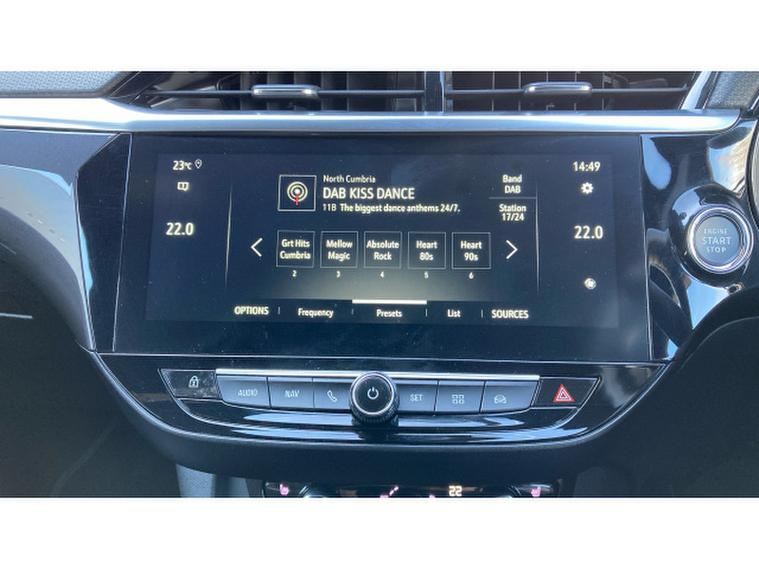 23°C
14:49
North Cumbria
DAB KISS DANCE
11B The biggest dance anthems 24/7.
Band
DAB
Station
17/24
22.0
22.0
Grt Hits
Cumbria
Mellow
Magic
Absolute
Rock
Heart
80s
Heart
90s
2
3
4
5
6
OPTIONS
Frequency
Presets
List
SOURCES
ENGINE
START
STOP
AUDIO
NAV
SET
22